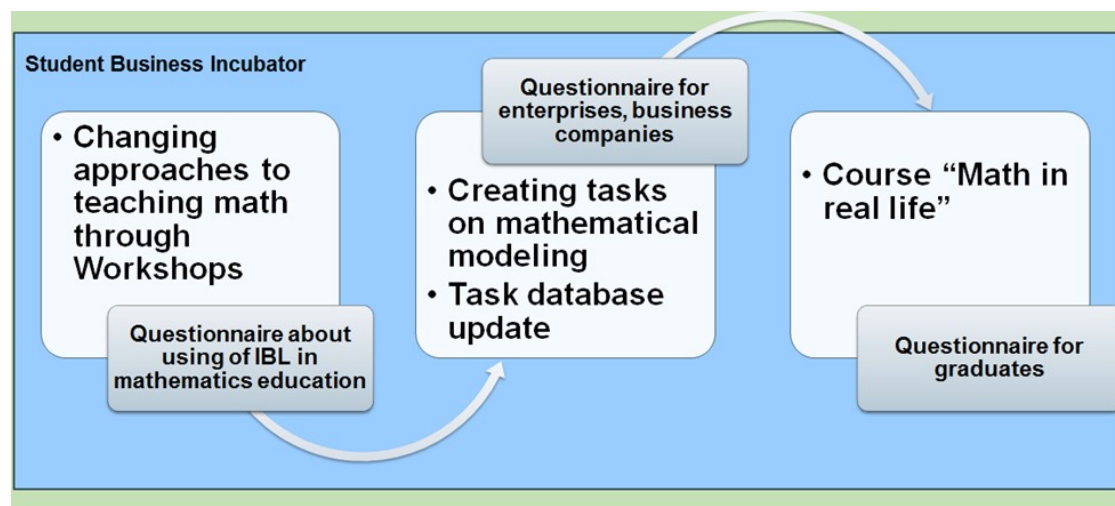 Student Business Incubator
• Changing
approaches to
teaching math
through
Workshops
Questionnaire about
using of IBL in
mathematics education
Questionnaire for
enterprises, business
companies
• Creating tasks
on mathematical
modeling
• Task database
update
• Course “Math in
real life”
Questionnaire for
graduates